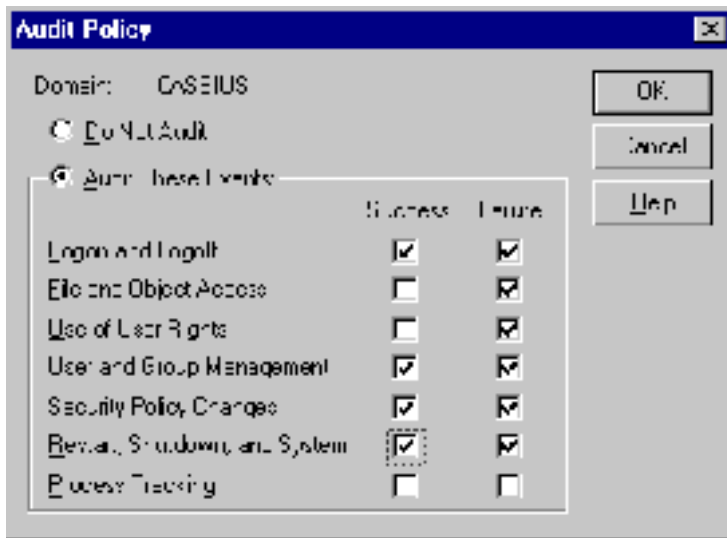 Audit Policy
Domain: CASEIUS
OK
Do Not Audit
Cancel
Audit These Events:
Help
Success Failure
Logon and Logoff
File and Object Access
Use of User Rights
User and Group Management
Security Policy Changes
Restart, Shutdown, and System
Process Tracking